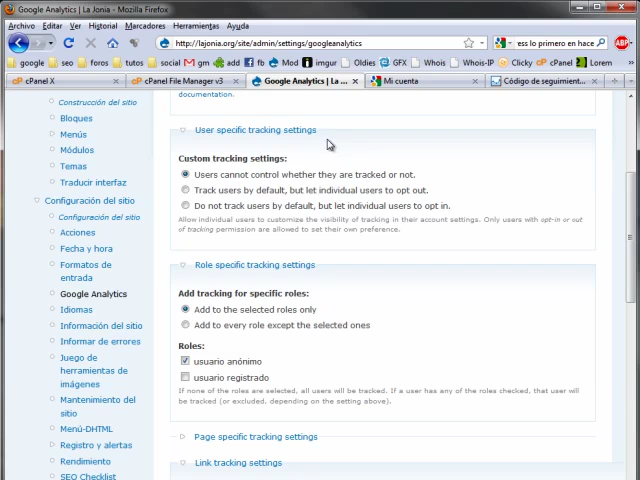 Google Analytics | La Jonia - Mozilla Firefox
Archivo Editar Ver Historial Marcadores Herramientas Ayuda
http://lajonia.org/site/admin/settings/googleanalytics
ess lo primero en hace
ABP
google seo foros tutos social gm add fb Mod imgur Oldies GFX Whois Whois-IP Clicky cPanel Lorem
cPanel X
cPanel File Manager v3
Google Analytics | La ...
Mi cuenta
Código de seguimiento...
documentation.
Construcción del sitio
Bloques
Menús
Módulos
Temas
Traducir interfaz
Configuración del sitio
Configuración del sitio
Acciones
Fecha y hora
Formatos de
entrada
Google Analytics
Idiomas
Información del sitio
Informar de errores
Juego de
herramientas de
imágenes
Mantenimiento del
sitio
Menú-DHTML
Registro y alertas
Rendimiento
SEO Checklist
User specific tracking settings
Custom tracking settings:
Users cannot control whether they are tracked or not.
Track users by default, but let individual users to opt out.
Do not track users by default, but let individual users to opt in.
Allow individual users to customize the visibility of tracking in their account settings. Only users with opt-in or out
of tracking permission are allowed to set their own preference.
Role specific tracking settings
Add tracking for specific roles:
Add to the selected roles only
Add to every role except the selected ones
Roles:
usuario anónimo
usuario registrado
If none of the roles are selected, all users will be tracked. If a user has any of the roles checked, that user will
be tracked (or excluded, depending on the setting above).
Page specific tracking settings
Link tracking settings